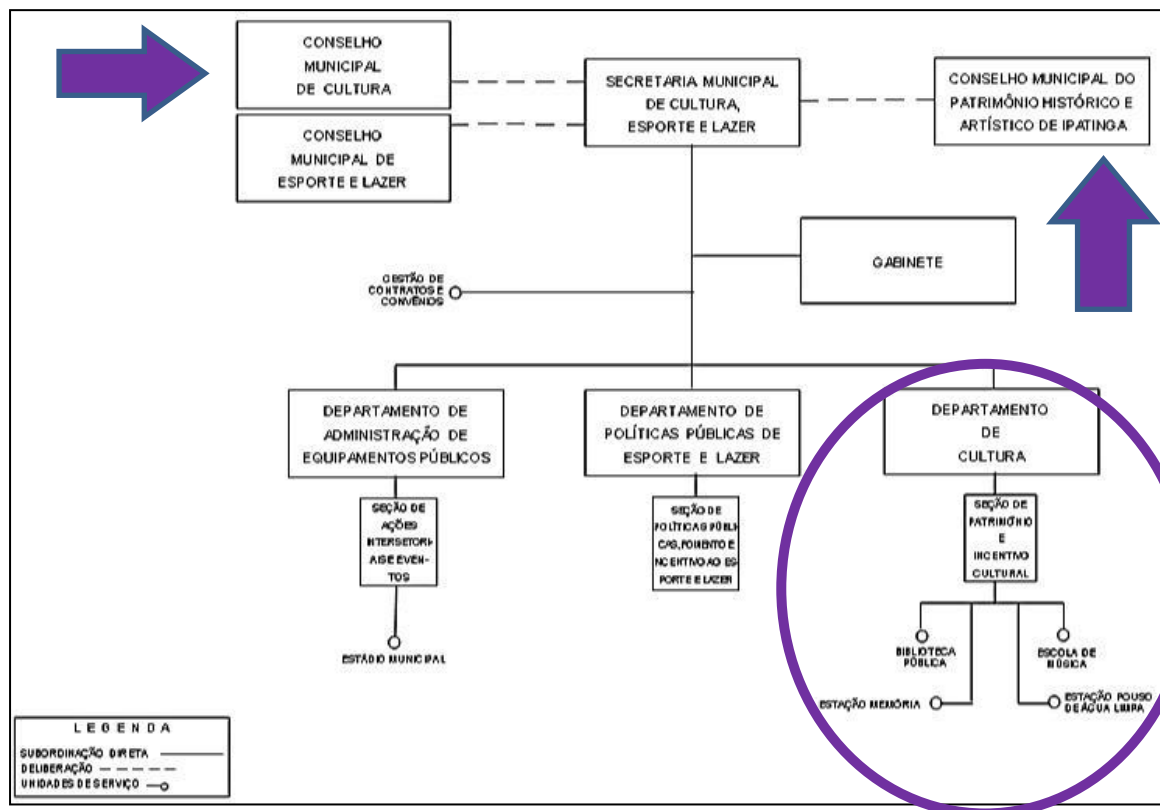 CONSELHO
MUNICIPAL
DE CULTURA
SECRETARIA MUNICIPAL
DE CULTURA,
ESPORTE E LAZER
CONSELHO MUNICIPAL DO
PATRIMÔNIO HISTÓRICO E
ARTÍSTICO DE IPATINGA
CONSELHO
MUNICIPAL DE
ESPORTE E LAZER
GABINETE
GESTÃO DE
CONTRATOS E
CONVÊNIOS
DEPARTAMENTO DE
ADMINISTRAÇÃO DE
EQUIPAMENTOS PÚBLICOS
DEPARTAMENTO DE
POLÍTICAS PÚBLICAS DE
ESPORTE E LAZER
DEPARTAMENTO
DE
CULTURA
SEÇÃO DE
AÇÕES
INTERSETORI-
AIS E EVEN-
TOS
SEÇÃO DE
POLÍTICAS PÚBLI
CAS, FOMENTO E
INCENTIVO AO ES
PORTE E LAZER
SEÇÃO DE
PATRIMÔNIO
E
INCENTIVO
CULTURAL
ESTÁDIO MUNICIPAL
BIBLIOTECA
PÚBLICA
ESCOLA DE
MÚSICA
ESTAÇÃO MEMÓRIA
ESTAÇÃO POUSO
DE ÁGUA LIMPA
LEGENDA
SUBORDINAÇÃO DIRETA
DELIBERAÇÃO
UNIDADES DE SERVIÇO